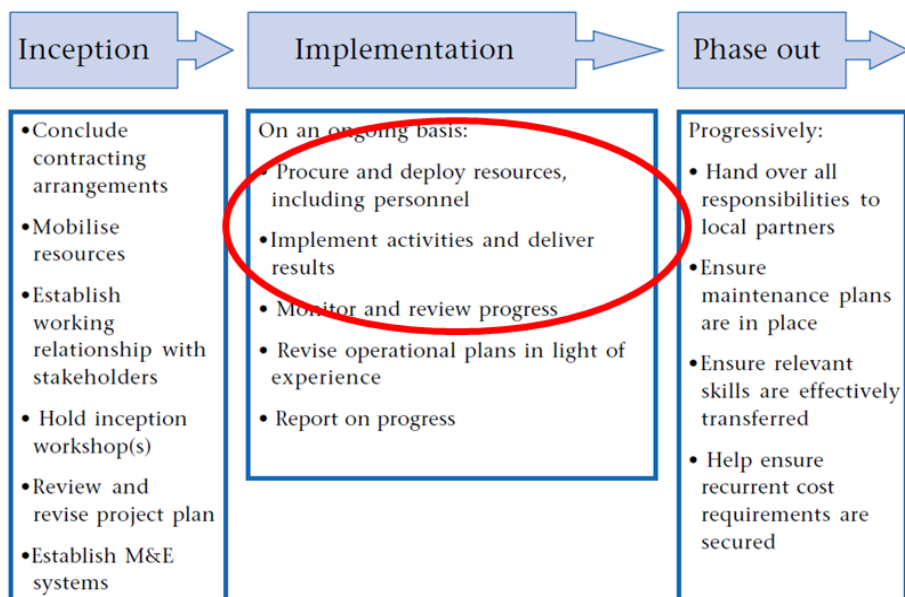 Inception
Implementation
Phase out
•Conclude
contracting
arrangements
•Mobilise
resources
•Establish
working
relationship with
stakeholders
• Hold inception
workshop(s)
•Review and
revise project plan
•Establish M&E
systems
On an ongoing basis:
• Procure and deploy resources,
including personnel
•Implement activities and deliver
results
• Monitor and review progress
• Revise operational plans in light of
experience
• Report on progress
Progressively:
• Hand over all
responsibilities to
local partners
•Ensure
maintenance plans
are in place
•Ensure relevant
skills are effectively
transferred
• Help ensure
recurrent cost
requirements are
secured